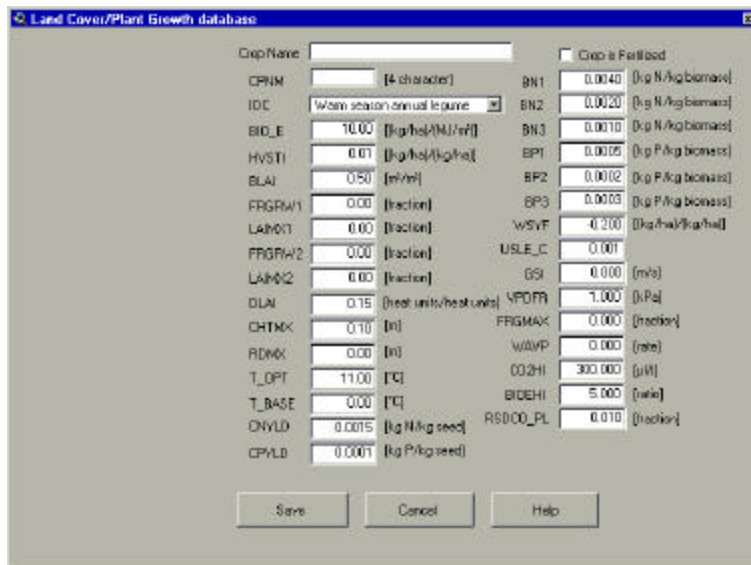 Land Cover/Plant Growth database
Crop Name
Crop is Fertilized
CPNM [4 character]
IDC Warm season annual legume
BIO_E 10.00 [(kg/ha)/(MJ/m²)]
HVSTI 0.01 [(kg/ha)/(kg/ha)]
BLAI 0.50 [m²/m²]
FRGRW1 0.00 [fraction]
LAIMX1 0.00 [fraction]
FRGRW2 0.00 [fraction]
LAIMX2 0.00 [fraction]
DLAI 0.15 [heat units/heat units]
CHTMX 0.10 [m]
RDMX 0.00 [m]
T_OPT 11.00 [°C]
T_BASE 0.00 [°C]
CNYLD 0.0015 [kg N/kg seed]
CPYLD 0.0001 [kg P/kg seed]
BN1 0.0040 [kg N/kg biomass]
BN2 0.0020 [kg N/kg biomass]
BN3 0.0010 [kg N/kg biomass]
BP1 0.0005 [kg P/kg biomass]
BP2 0.0002 [kg P/kg biomass]
BP3 0.0003 [kg P/kg biomass]
WSYF -0.200 [(kg/ha)/(kg/ha)]
USLE_C 0.001
GSI 0.000 [m/s]
VPDFR 1.000 [kPa]
FRGMAX 0.000 [fraction]
WAVP 0.000 [rate]
CO2HI 300.000 [µl/l]
BIOEHI 5.000 [ratio]
RSDCO_PL 0.010 [fraction]
Save Cancel Help